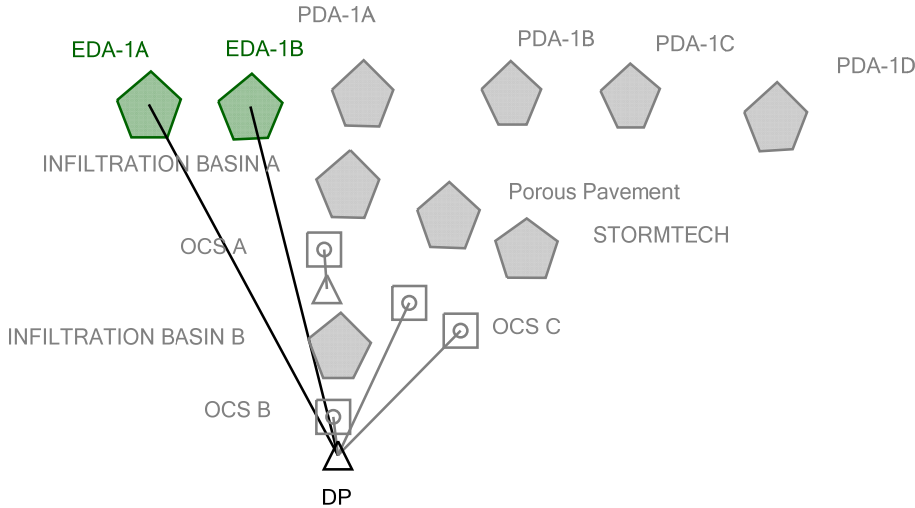 PDA-1A
EDA-1A
EDA-1B
PDA-1B
PDA-1C
PDA-1D
INFILTRATION BASIN A
Porous Pavement
STORMTECH
OCS A
INFILTRATION BASIN B
OCS C
OCS B
DP